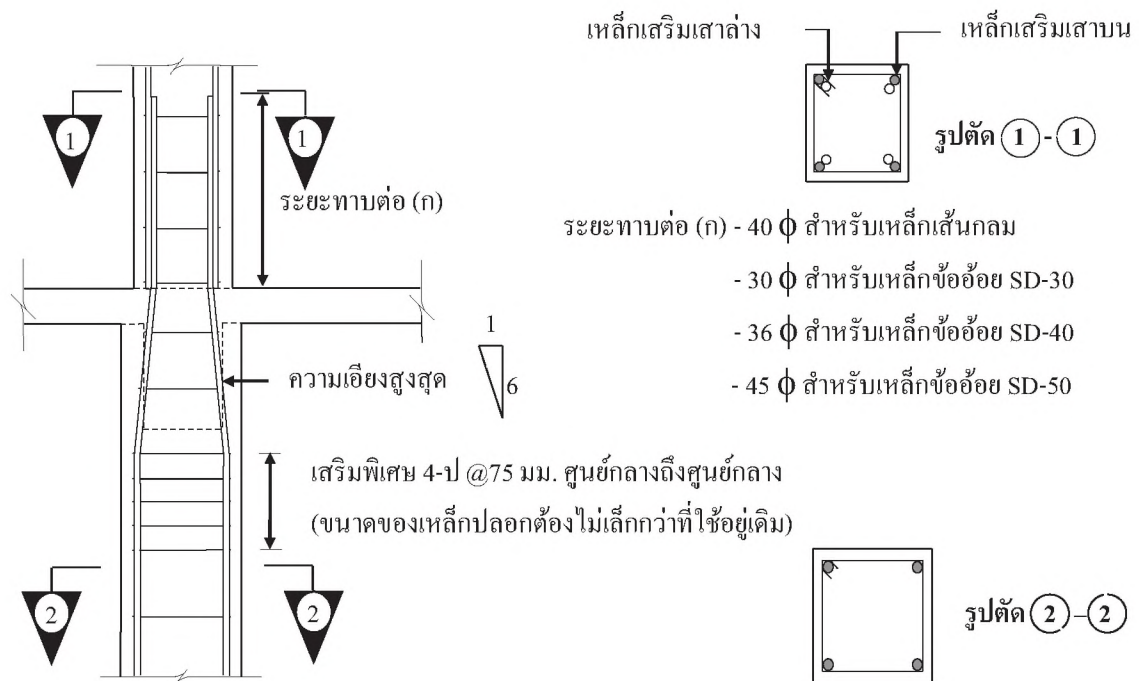 เหล็กเสริมเสาล่าง
เหล็กเสริมเสาบน
1
1
รูปตัด 1 - 1
ระยะทาบต่อ (ก)
ระยะทาบต่อ (ก) - 40 ϕ สำหรับเหล็กเส้นกลม
- 30 ϕ สำหรับเหล็กข้ออ้อย SD-30
- 36 ϕ สำหรับเหล็กข้ออ้อย SD-40
- 45 ϕ สำหรับเหล็กข้ออ้อย SD-50
1
6
ความเอียงสูงสุด
เสริมพิเศษ 4-ป @75 มม. ศูนย์กลางถึงศูนย์กลาง
(ขนาดของเหล็กปลอกต้องไม่เล็กกว่าที่ใช้อยู่เดิม)
2
2
รูปตัด 2 – 2